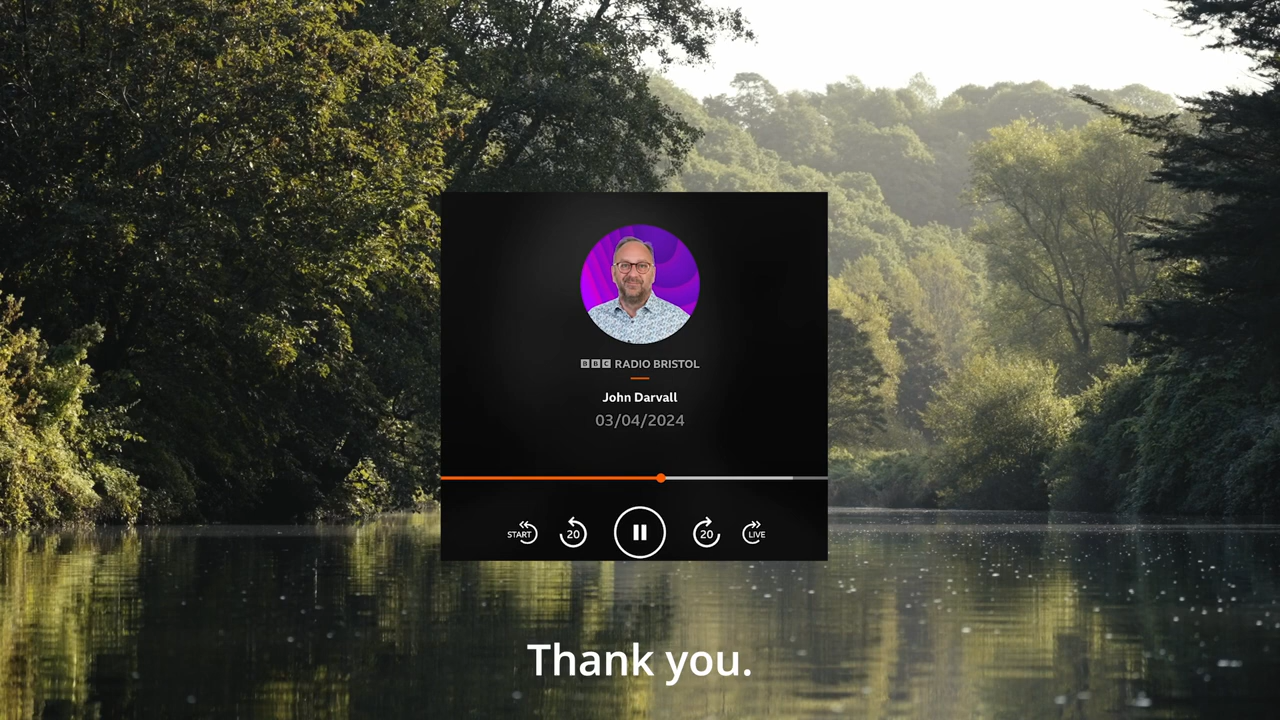 BBC RADIO BRISTOL
John Darvall
03/04/2024
START 20 20 LIVE
Thank you.